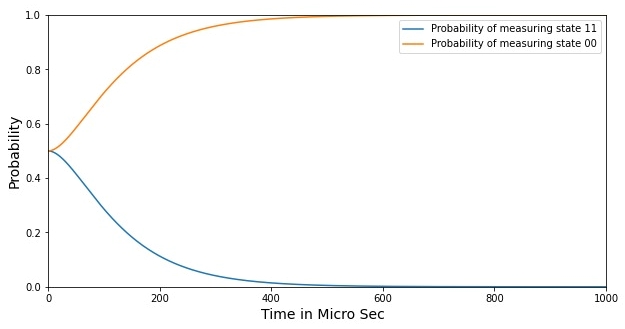 1.0
0.8
0.6
0.4
0.2
0.0
Probability
Probability of measuring state 11
Probability of measuring state 00
0 200 400 600 800 1000
Time in Micro Sec